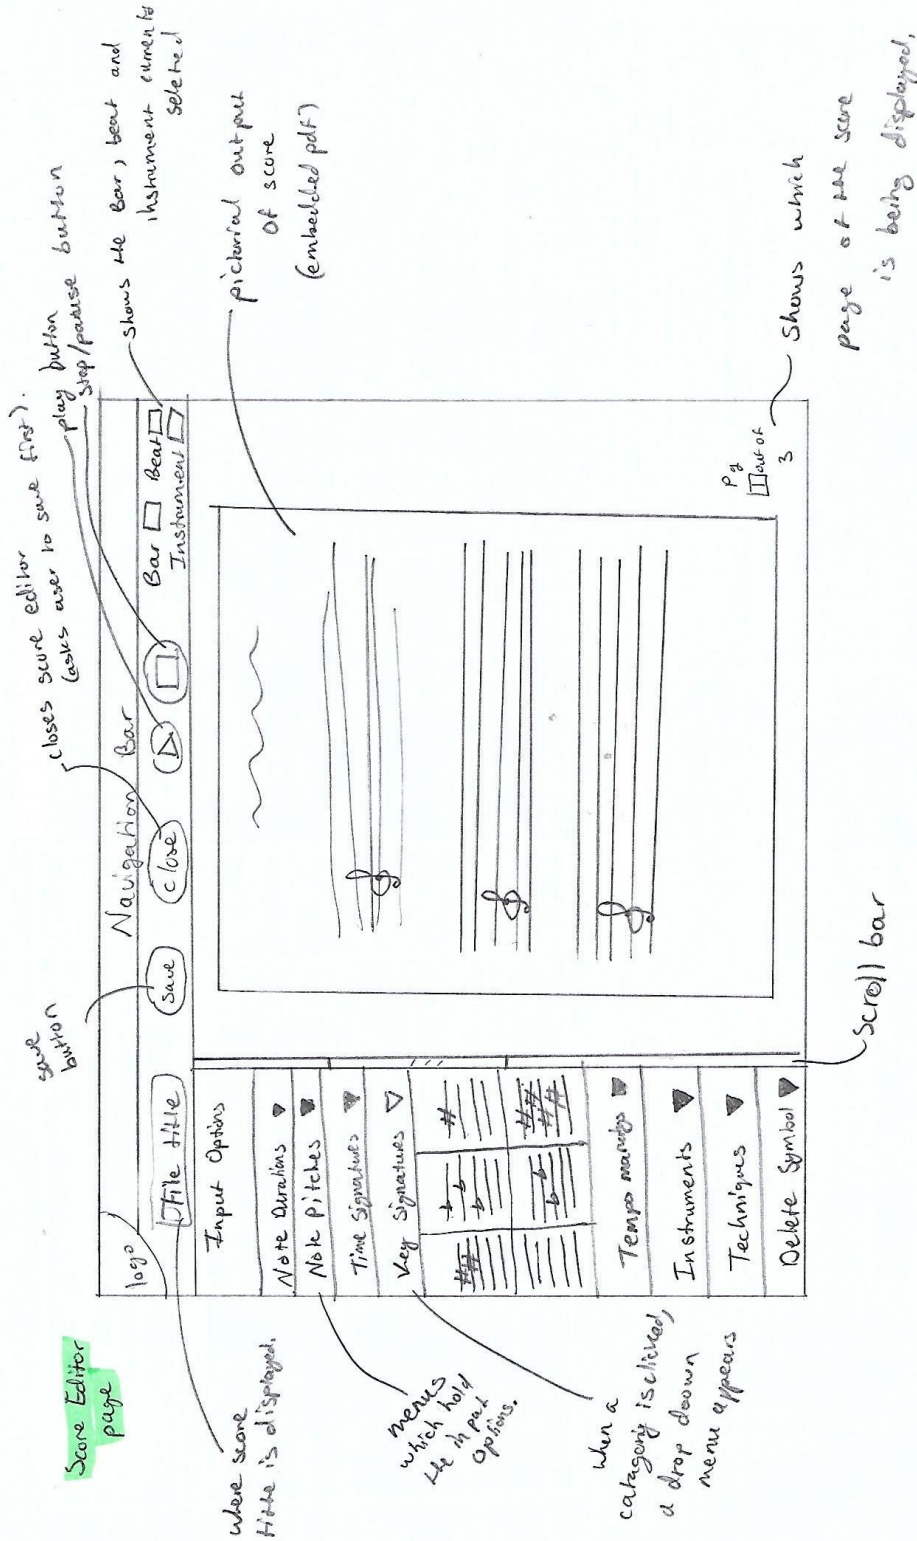 Score Editor
page
save
button
closes score editor
(asks user to save first).
play button
stop/pause button
shows the Bar, beat and
instrument
seleted
logo
Navigation Bar
File title
save
close
Bar Beat
Instrument
where score
title is displayed.
Input Options
Note Durations
Note Pitches
Time Signatures
Key Signatures
Tempo
Instruments
Techniques
Delete Symbol
menus
which hold
the input
options.
When a
catagory is clicked,
a drop down
menu appears
pictorial output
of score
(embedded pdf)
Pg
1 out of
3
shows which
page of the score
is being displayed.
Scroll bar